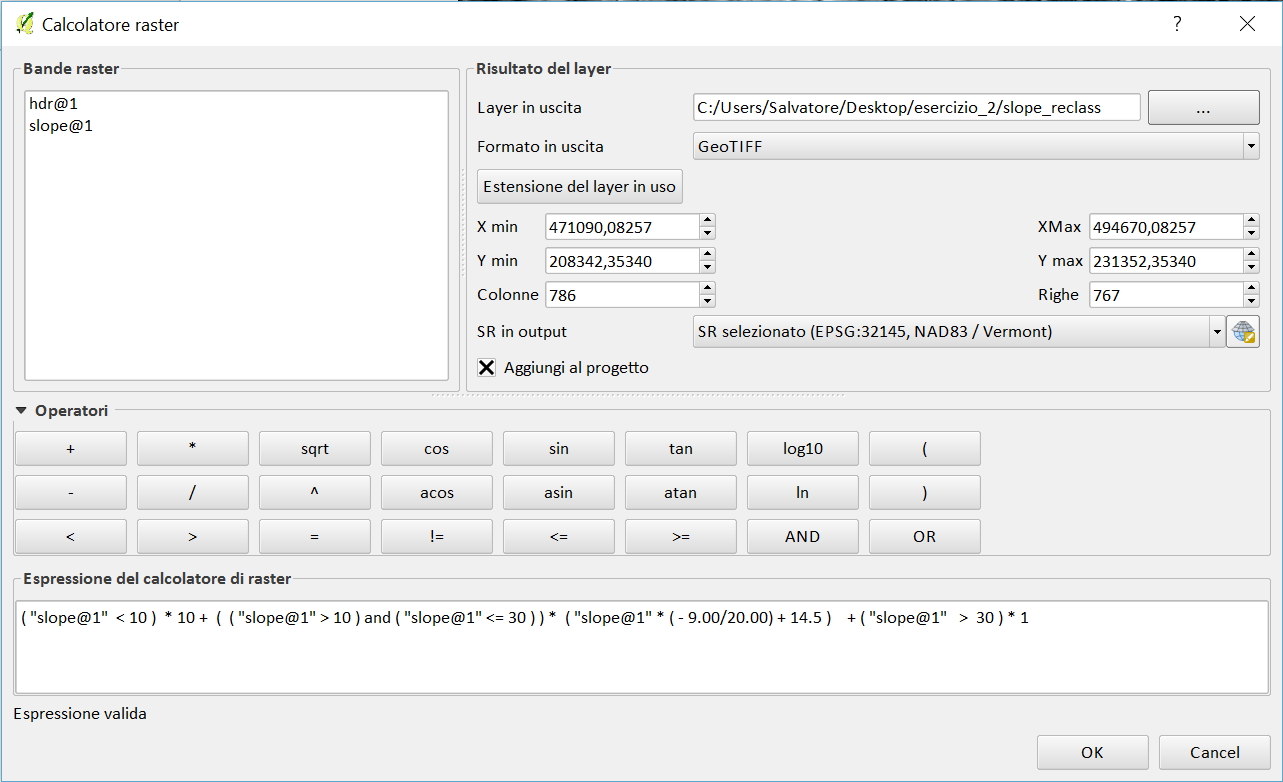 Calcolatore raster ?
Bande raster
hdr@1
slope@1
Risultato del layer
Layer in uscita C:/Users/Salvatore/Desktop/esercizio_2/slope_reclass ...
Formato in uscita GeoTIFF
Estensione del layer in uso
X min 471090,08257 XMax 494670,08257
Y min 208342,35340 Y max 231352,35340
Colonne 786 Righe 767
SR in output SR selezionato (EPSG:32145, NAD83 / Vermont)
Aggiungi al progetto
Operatori
+ * sqrt cos sin tan log10 (
- / ^ acos asin atan ln )
< > = != <= >= AND OR
Espressione del calcolatore di raster
( "slope@1" < 10 ) * 10 + ( ( "slope@1" > 10 ) and ( "slope@1" <= 30 ) ) * ( "slope@1" * ( - 9.00/20.00) + 14.5 ) + ( "slope@1" > 30 ) * 1
Espressione valida
OK Cancel